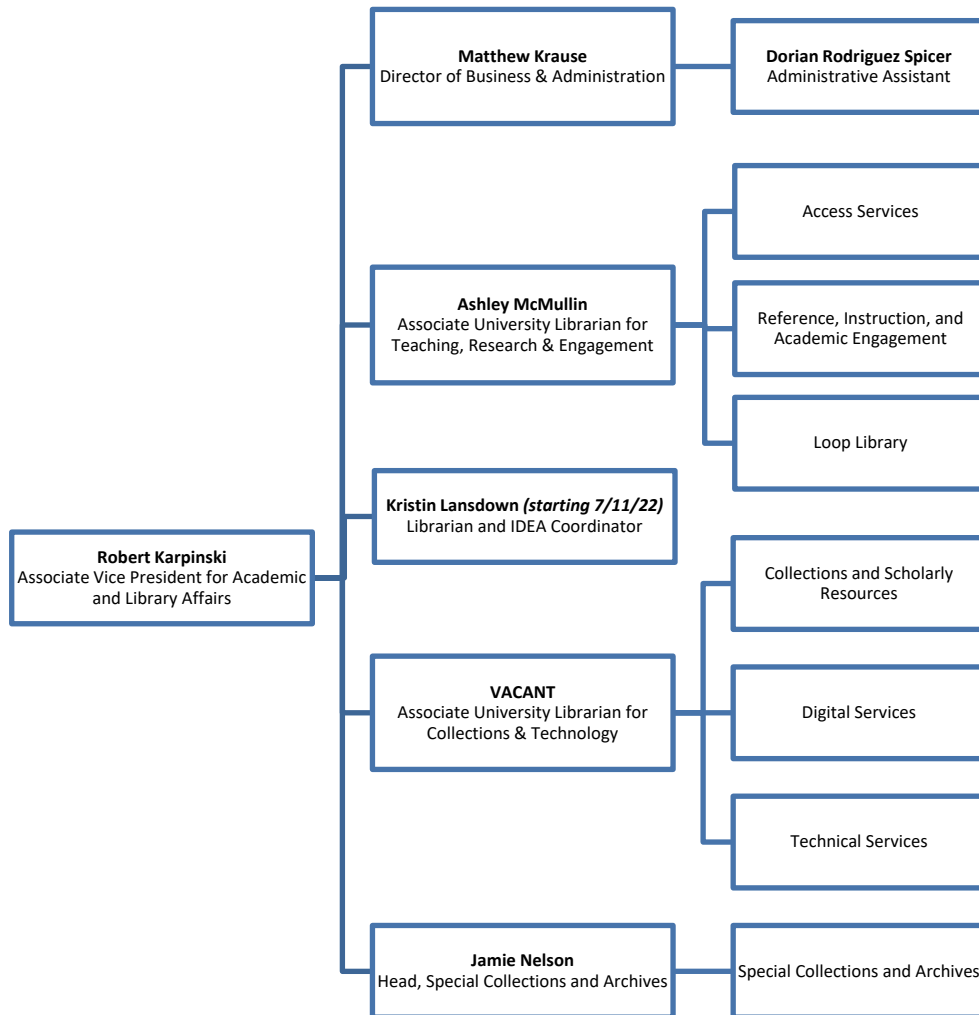 Matthew Krause
Director of Business & Administration
Dorian Rodriguez Spicer
Administrative Assistant
Access Services
Ashley McMullin
Associate University Librarian for
Teaching, Research & Engagement
Reference, Instruction, and
Academic Engagement
Loop Library
Kristin Lansdown (starting 7/11/22)
Librarian and IDEA Coordinator
Robert Karpinski
Associate Vice President for Academic
and Library Affairs
Collections and Scholarly
Resources
VACANT
Associate University Librarian for
Collections & Technology
Digital Services
Technical Services
Jamie Nelson
Head, Special Collections and Archives
Special Collections and Archives